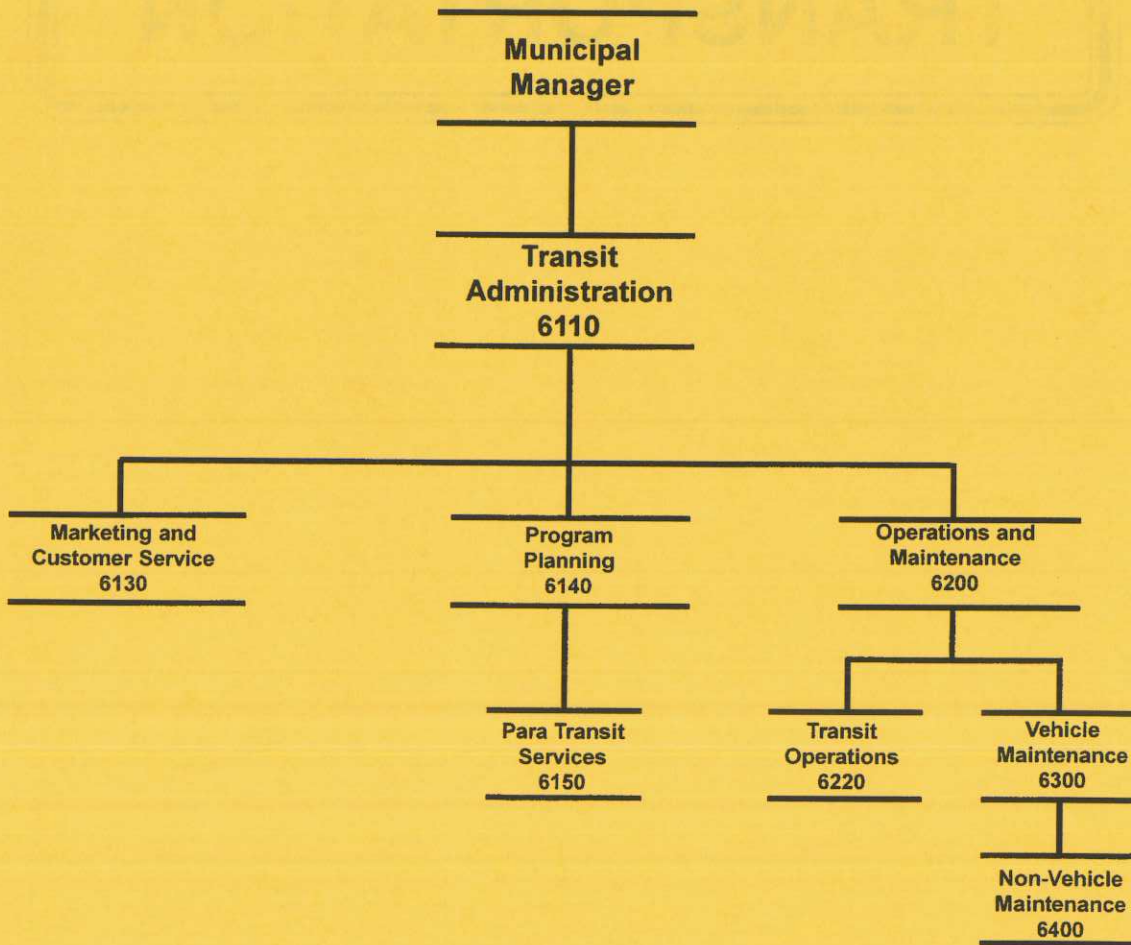 Municipal
Manager
Transit
Administration
6110
Marketing and
Customer Service
6130
Program
Planning
6140
Operations and
Maintenance
6200
Para Transit
Services
6150
Transit
Operations
6220
Vehicle
Maintenance
6300
Non-Vehicle
Maintenance
6400